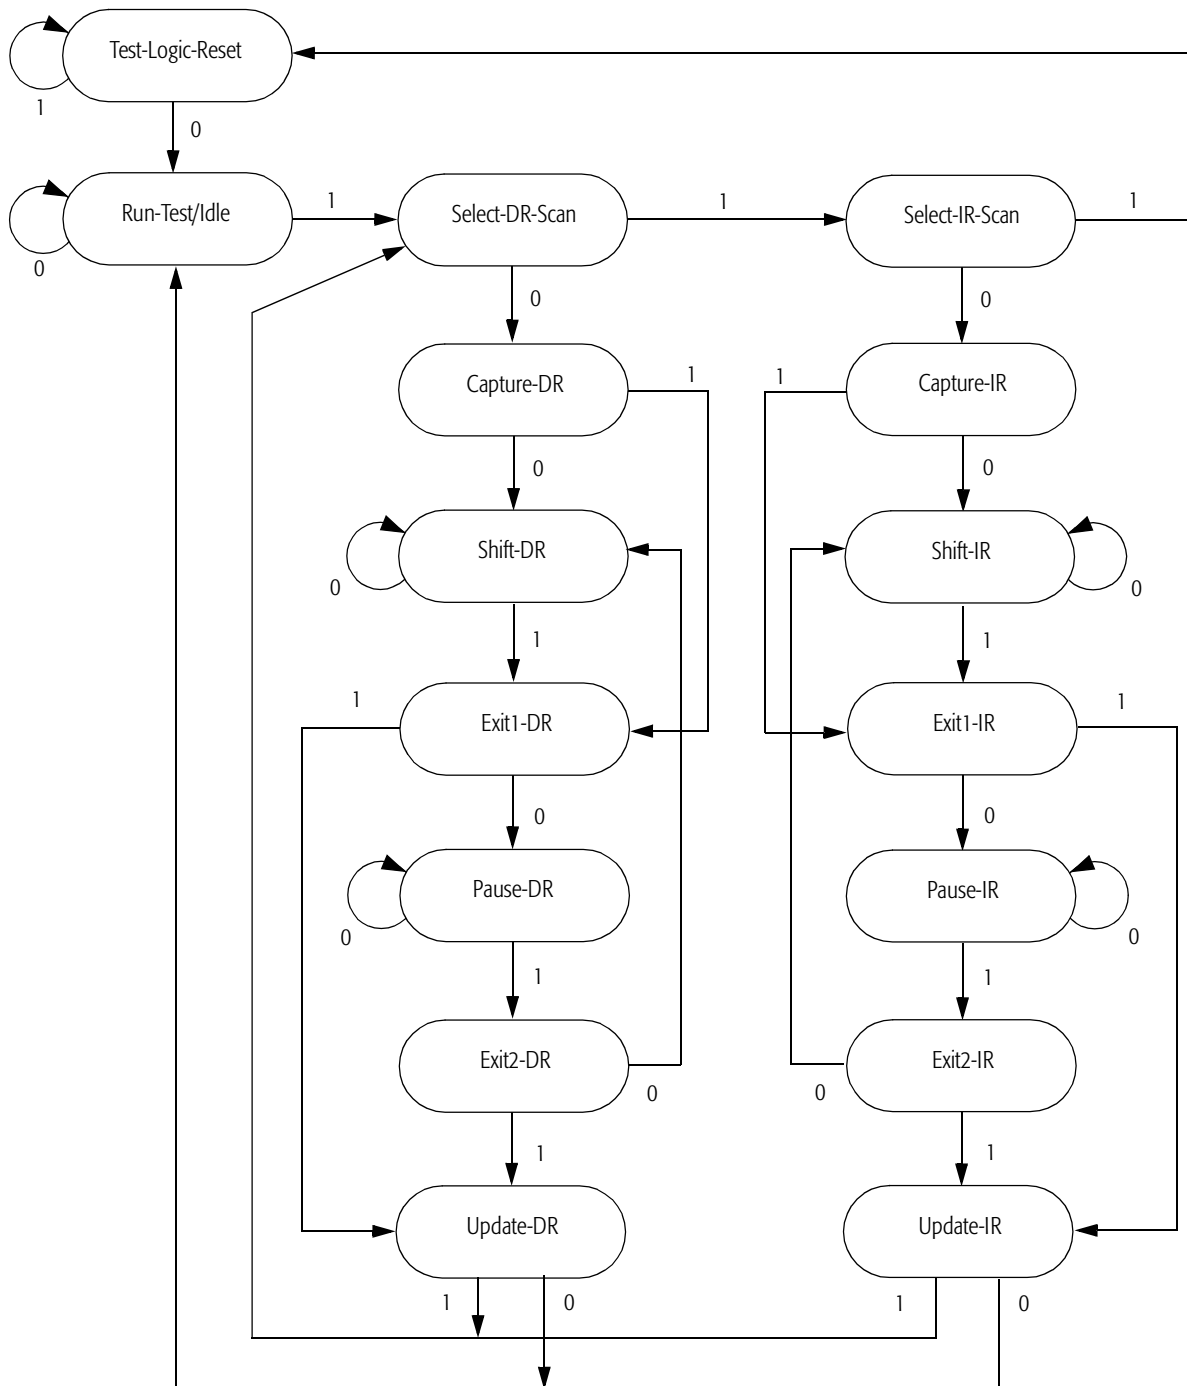 Test-Logic-Reset
1
0
Run-Test/Idle
1
Select-DR-Scan
1
Select-IR-Scan
1
0
0
0
Capture-DR
1
1
Capture-IR
0
0
Shift-DR
Shift-IR
0
0
1
1
1
Exit1-DR
Exit1-IR
1
0
0
Pause-DR
Pause-IR
0
0
1
1
Exit2-DR
Exit2-IR
0
0
1
1
Update-DR
Update-IR
1
0
1
0